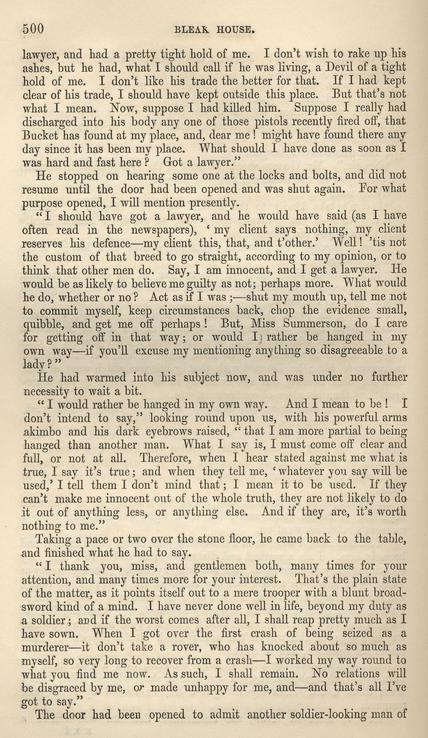 500
BLEAK HOUSE.
lawyer, and had a pretty tight hold of me. I don't wish to rake up his
ashes, but he had, what I should call if he was living, a Devil of a tight
hold of me. I don't like his trade the better for that. If I had kept
clear of his trade, I should have kept outside this place. But that's not
what I mean. Now, suppose I had killed him. Suppose I really had
discharged into his body any one of those pistols recently fired off, that
Bucket has found at my place, and, dear me! might have found there any
day since it has been my place. What should I have done as soon as I
was hard and fast here? Got a lawyer."
He stopped on hearing some one at the locks and bolts, and did not
resume until the door had been opened and was shut again. For what
purpose opened, I will mention presently.
"I should have got a lawyer, and he would have said (as I have
often read in the newspapers), 'my client says nothing, my client
reserves his defence—my client this, that, and t'other.' Well! 'tis not
the custom of that breed to go straight, according to my opinion, or to
think that other men do. Say, I am innocent, and I get a lawyer. He
would be as likely to believe me guilty as not; perhaps more. What would
he do, whether or no? Act as if I was;—shut my mouth up, tell me not
to commit myself, keep circumstances back, chop the evidence small,
quibble, and get me off perhaps! But, Miss Summerson, do I care
for getting off in that way; or would I rather be hanged in my
own way—if you'll excuse my mentioning anything so disagreeable to a
lady?"
He had warmed into his subject now, and was under no further
necessity to wait a bit.
"I would rather be hanged in my own way. And I mean to be! I
don't intend to say," looking round upon us, with his powerful arms
akimbo and his dark eyebrows raised, "that I am more partial to being
hanged than another man. What I say is, I must come off clear and
full, or not at all. Therefore, when I hear stated against me what is
true, I say it's true; and when they tell me, 'whatever you say will be
used,' I tell them I don't mind that; I mean it to be used. If they
can't make me innocent out of the whole truth, they are not likely to do
it out of anything less, or anything else. And if they are, it's worth
nothing to me."
Taking a pace or two over the stone floor, he came back to the table,
and finished what he had to say.
"I thank you, miss, and gentlemen both, many times for your
attention, and many times more for your interest. That's the plain state
of the matter, as it points itself out to a mere trooper with a blunt broad-
sword kind of a mind. I have never done well in life, beyond my duty as
a soldier; and if the worst comes after all, I shall reap pretty much as I
have sown. When I got over the first crash of being seized as a
murderer—it don't take a rover, who has knocked about so much as
myself, so very long to recover from a crash—I worked my way round to
what you find me now. As such, I shall remain. No relations will
be disgraced by me, or made unhappy for me, and—and that's all I've
got to say."
The door had been opened to admit another soldier-looking man of